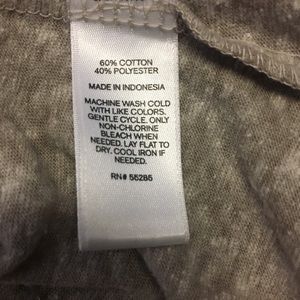 60% COTTON
40% POLYESTER
MADE IN INDONESIA
MACHINE WASH COLD
WITH LIKE COLORS.
GENTLE CYCLE. ONLY
NON-CHLORINE
BLEACH WHEN
NEEDED. LAY FLAT TO
DRY. COOL IRON IF
NEEDED.
RN# 55285